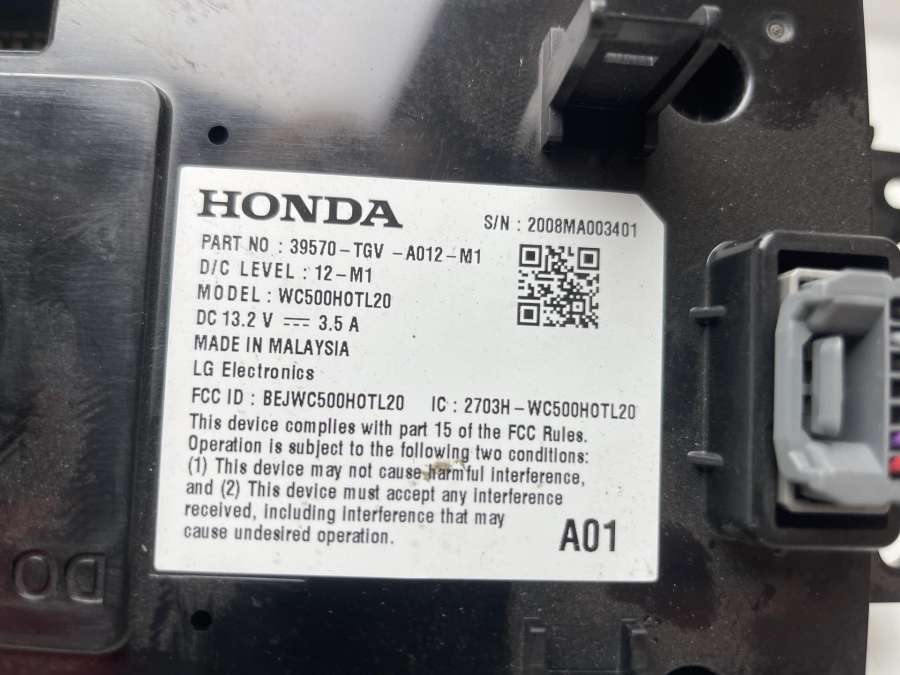 HONDA
S/N : 2008MA003401
PART NO : 39570-TGV -A012-M1
D/C LEVEL : 12-M1
MODEL : WC500HOTL20
DC 13.2 V ⎓ 3.5 A
MADE IN MALAYSIA
LG Electronics
FCC ID : BEJWC500HOTL20 IC : 2703H-WC500HOTL20
This device complies with part 15 of the FCC Rules.
Operation is subject to the following two conditions:
(1) This device may not cause harmful interference,
and (2) This device must accept any interference
received, including interference that may
cause undesired operation.
A01
DO